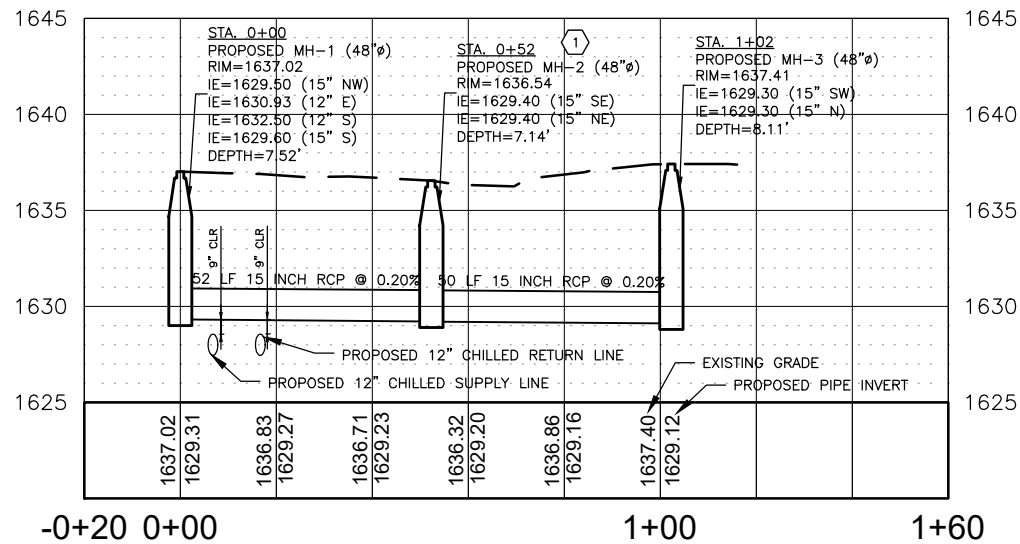 1645
1645
STA. 0+00
PROPOSED MH-1 (48"ø)
RIM=1637.02
IE=1629.50 (15" NW)
IE=1630.93 (12" E)
IE=1632.50 (12" S)
IE=1629.60 (15" S)
DEPTH=7.52'
STA. 0+52
PROPOSED MH-2 (48"ø)
RIM=1636.54
IE=1629.40 (15" SE)
IE=1629.40 (15" NE)
DEPTH=7.14'
1
STA. 1+02
PROPOSED MH-3 (48"ø)
RIM=1637.41
IE=1629.30 (15" SW)
IE=1629.30 (15" N)
DEPTH=8.11'
1640
1640
1635
1635
9" CLR
9" CLR
52 LF 15 INCH RCP @ 0.20%
50 LF 15 INCH RCP @ 0.20%
1630
1630
PROPOSED 12" CHILLED RETURN LINE
PROPOSED 12" CHILLED SUPPLY LINE
EXISTING GRADE
PROPOSED PIPE INVERT
1625
1625
1637.02
1629.31
1636.83
1629.27
1636.71
1629.23
1636.32
1629.20
1636.86
1629.16
1637.40
1629.12
-0+20
0+00
1+00
1+60